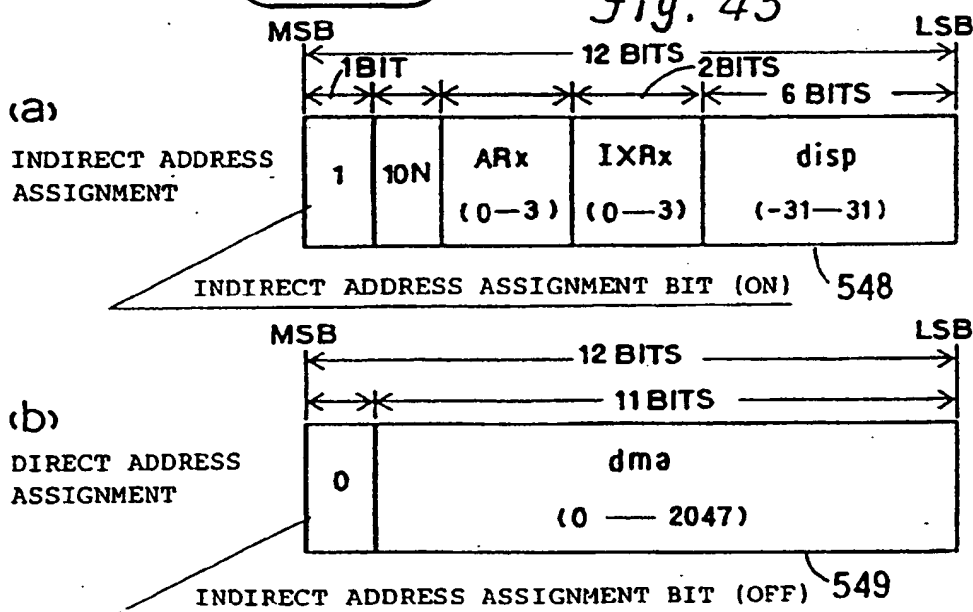 Fig. 43
MSB
LSB
12 BITS
1BIT
2BITS
6 BITS
(a)
INDIRECT ADDRESS
ASSIGNMENT
1
10N
ARx
(0—3)
IXRx
(0—3)
disp
(-31—31)
INDIRECT ADDRESS ASSIGNMENT BIT (ON)
548
MSB
LSB
12 BITS
11 BITS
(b)
DIRECT ADDRESS
ASSIGNMENT
0
dma
(0 — 2047)
INDIRECT ADDRESS ASSIGNMENT BIT (OFF)
549